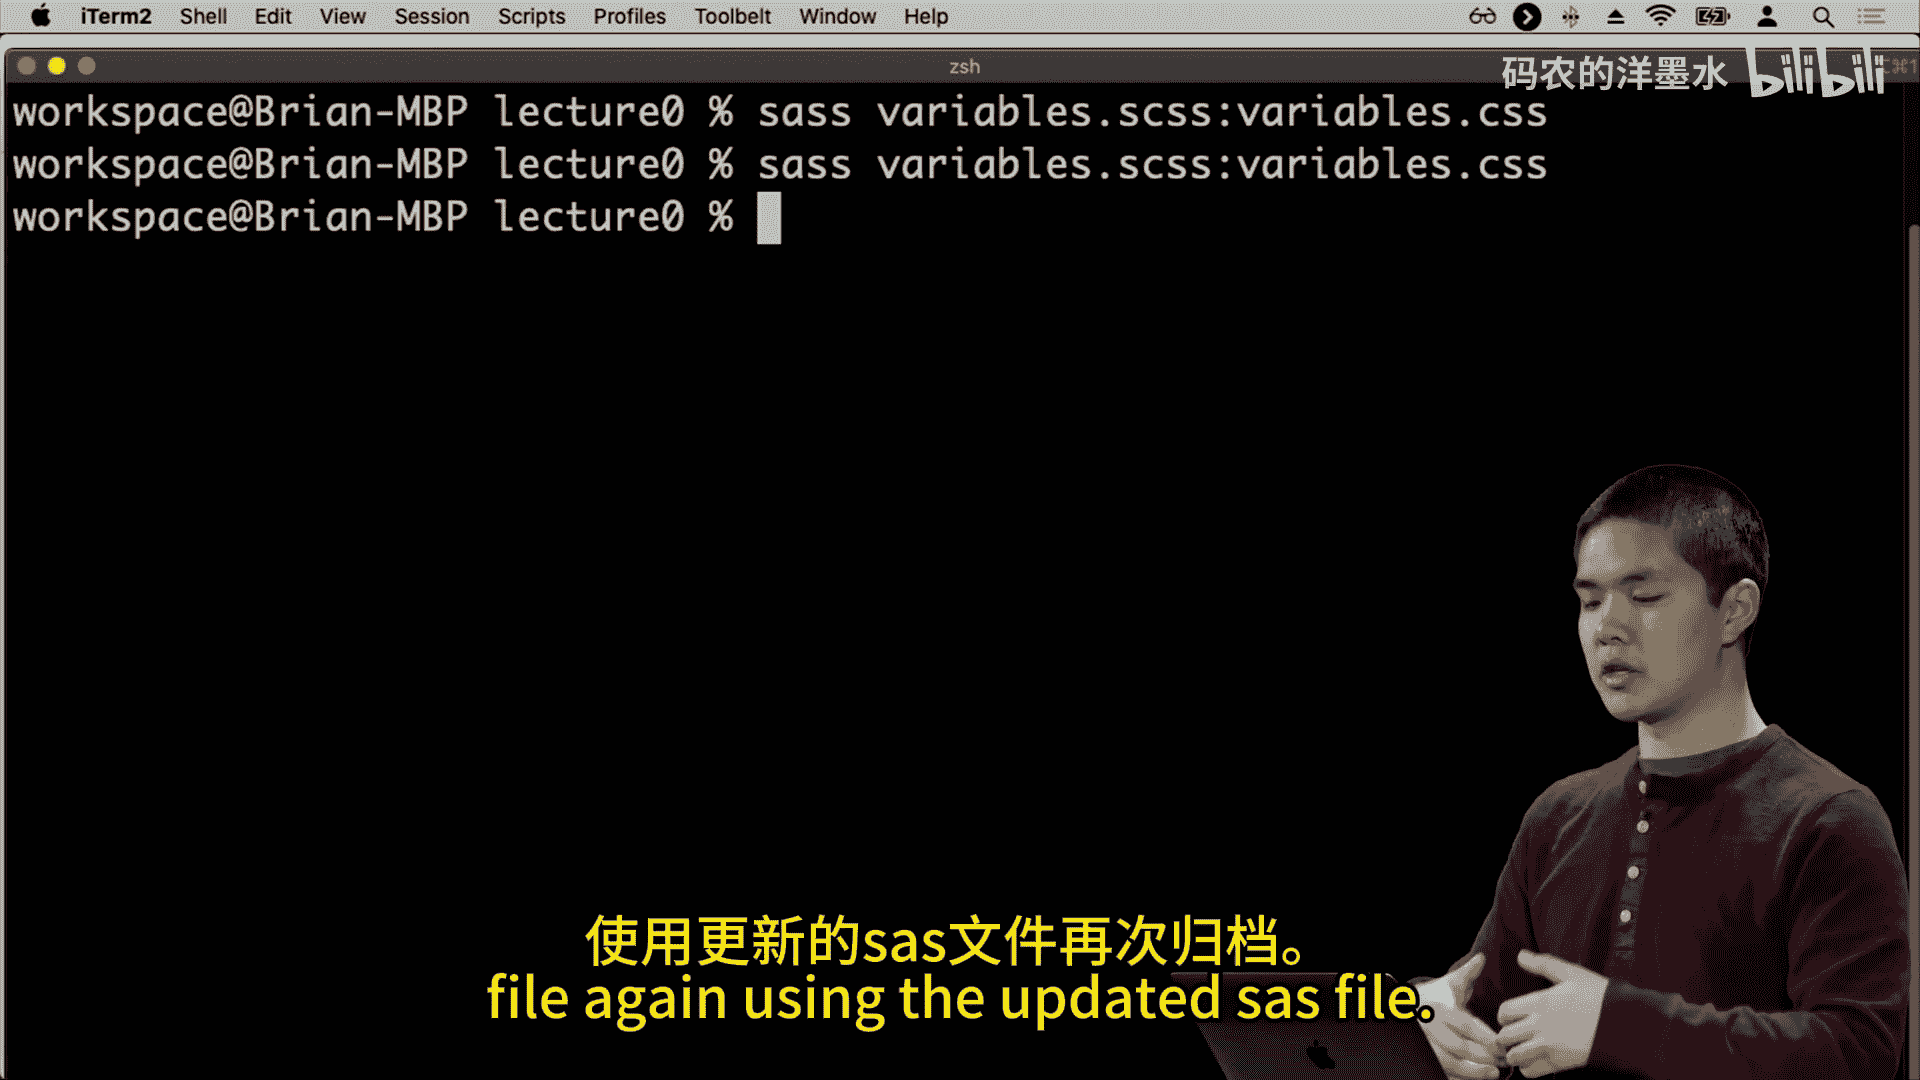 iTerm2 Shell Edit View Session Scripts Profiles Toolbelt Window Help
zsh
码农的洋墨水 bilibili
workspace@Brian-MBP lecture0 % sass variables.scss:variables.css
workspace@Brian-MBP lecture0 % sass variables.scss:variables.css
workspace@Brian-MBP lecture0 %
使用更新的sas文件再次归档。
file again using the updated sas file.